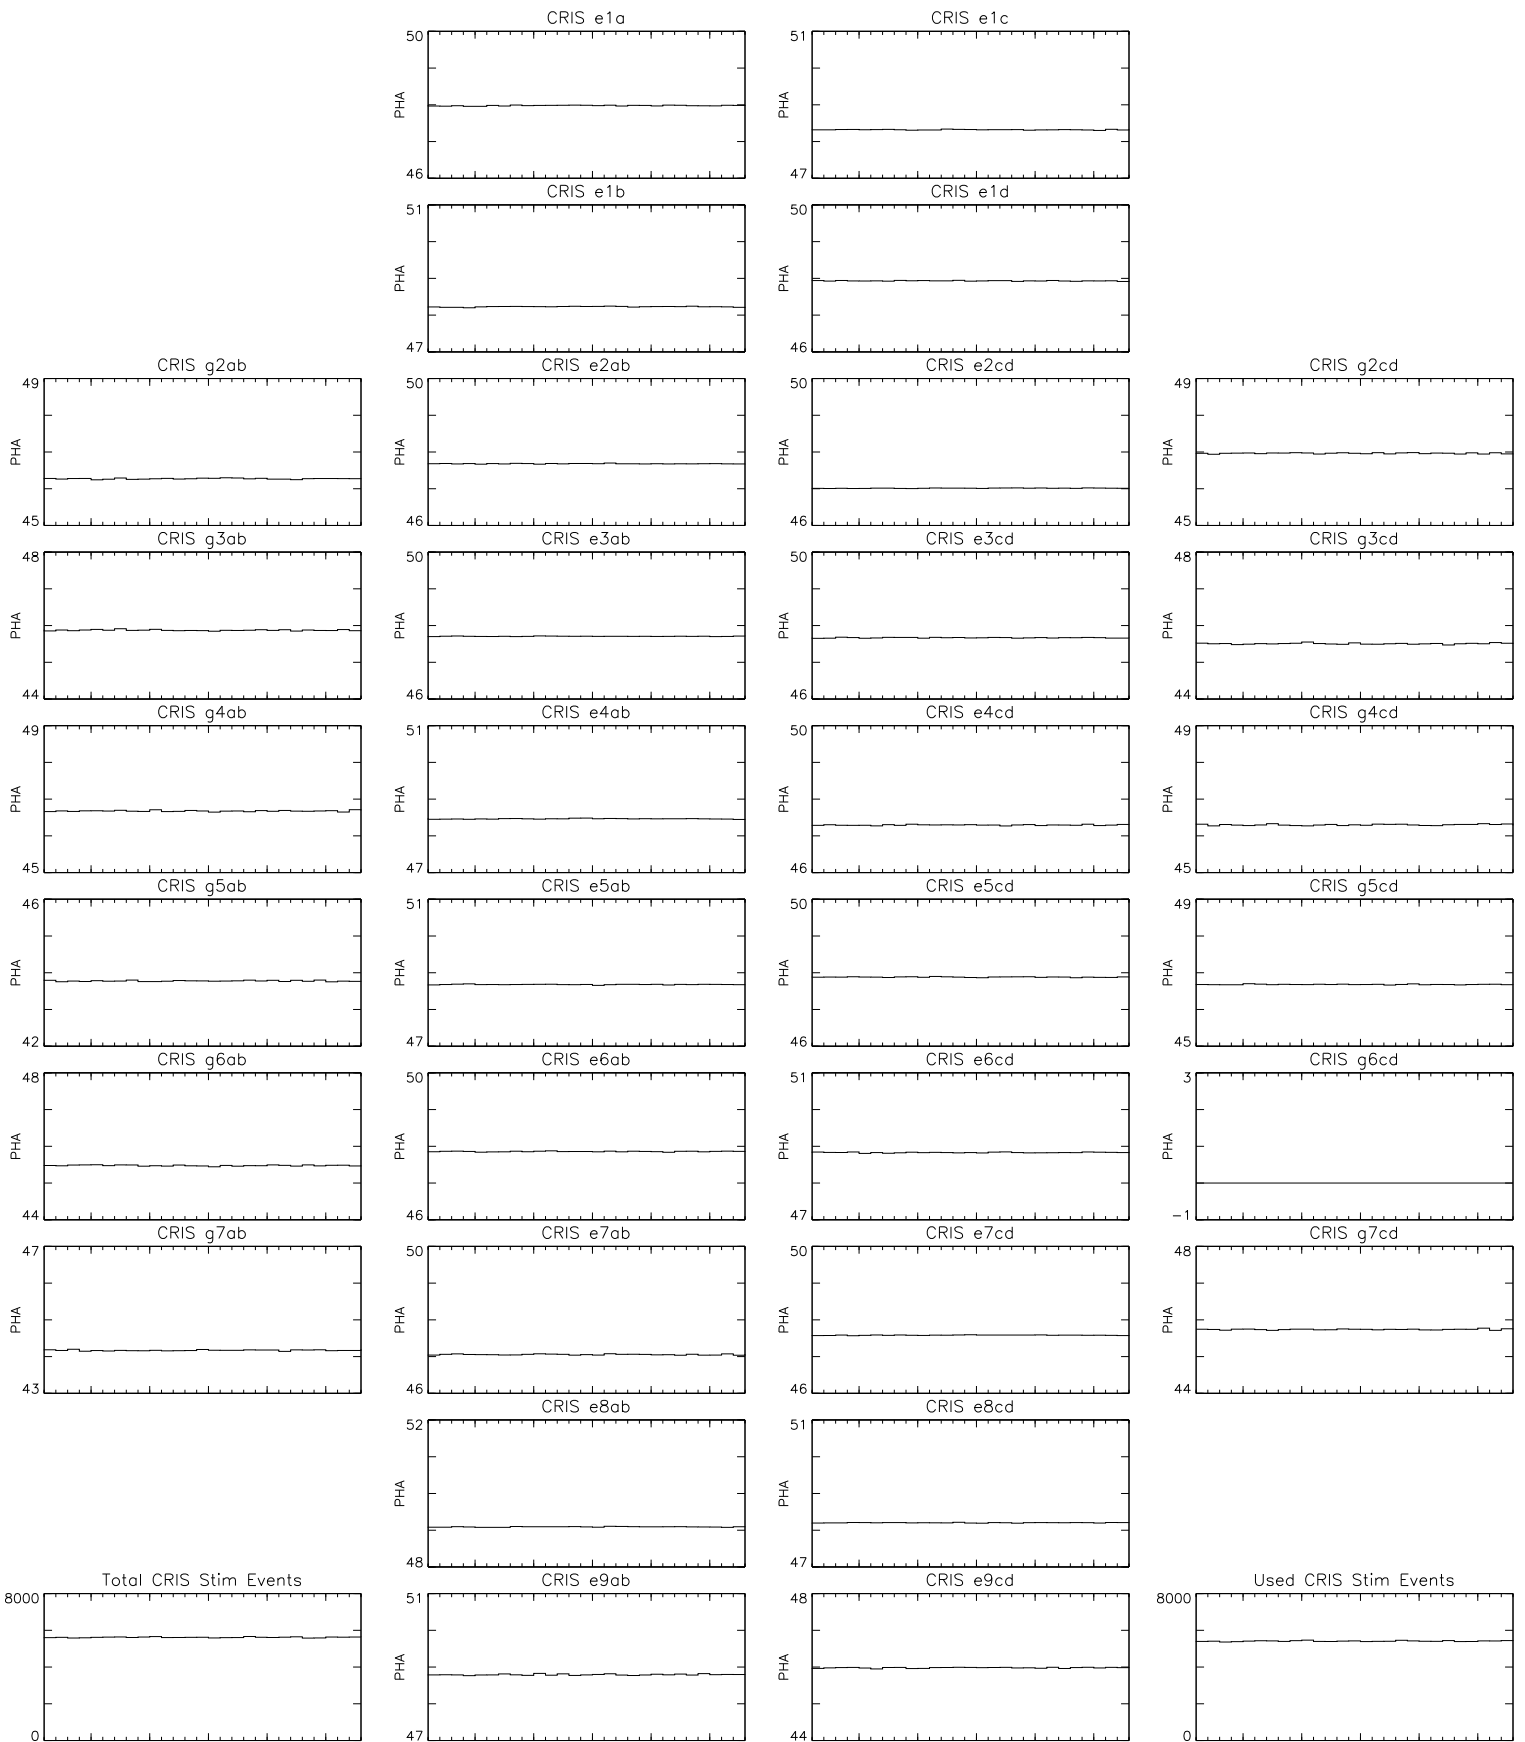 CRIS e1a
50
PHA
46
CRIS e1c
51
PHA
47
CRIS e1b
51
PHA
47
CRIS e1d
50
PHA
46
CRIS g2ab
49
PHA
45
CRIS e2ab
50
PHA
46
CRIS e2cd
50
PHA
46
CRIS g2cd
49
PHA
45
CRIS g3ab
48
PHA
44
CRIS e3ab
50
PHA
46
CRIS e3cd
50
PHA
46
CRIS g3cd
48
PHA
44
CRIS g4ab
49
PHA
45
CRIS e4ab
51
PHA
47
CRIS e4cd
50
PHA
46
CRIS g4cd
49
PHA
45
CRIS g5ab
46
PHA
42
CRIS e5ab
51
PHA
47
CRIS e5cd
50
PHA
46
CRIS g5cd
49
PHA
45
CRIS g6ab
48
PHA
44
CRIS e6ab
50
PHA
46
CRIS e6cd
51
PHA
47
CRIS g6cd
3
PHA
-1
CRIS g7ab
47
PHA
43
CRIS e7ab
50
PHA
46
CRIS e7cd
50
PHA
46
CRIS g7cd
48
PHA
44
CRIS e8ab
52
PHA
48
CRIS e8cd
51
PHA
47
Total CRIS Stim Events
8000
0
CRIS e9ab
51
PHA
47
CRIS e9cd
48
PHA
44
Used CRIS Stim Events
8000
0